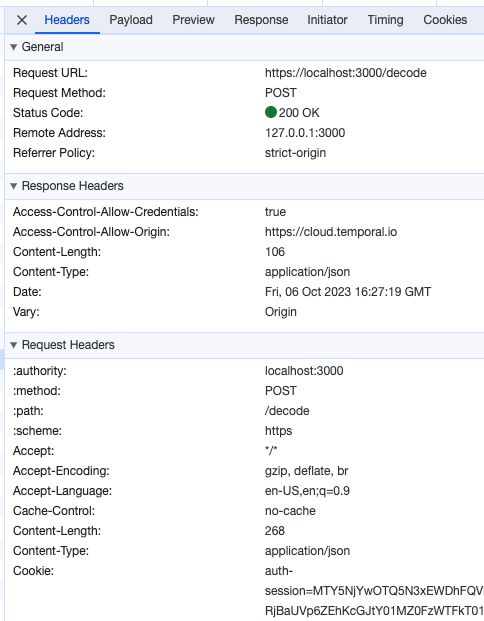 Headers Payload Preview Response Initiator Timing Cookies
General
Request URL: https://localhost:3000/decode
Request Method: POST
Status Code: 200 OK
Remote Address: 127.0.0.1:3000
Referrer Policy: strict-origin
Response Headers
Access-Control-Allow-Credentials: true
Access-Control-Allow-Origin: https://cloud.temporal.io
Content-Length: 106
Content-Type: application/json
Date: Fri, 06 Oct 2023 16:27:19 GMT
Vary: Origin
Request Headers
:authority: localhost:3000
:method: POST
:path: /decode
:scheme: https
Accept: */*
Accept-Encoding: gzip, deflate, br
Accept-Language: en-US,en;q=0.9
Cache-Control: no-cache
Content-Length: 268
Content-Type: application/json
Cookie: auth-
session=MTY5NjYwOTQ5N3xEWDhFQV
RjBaUVp6ZEhKcGJtY01MZ0FzWTFkT01